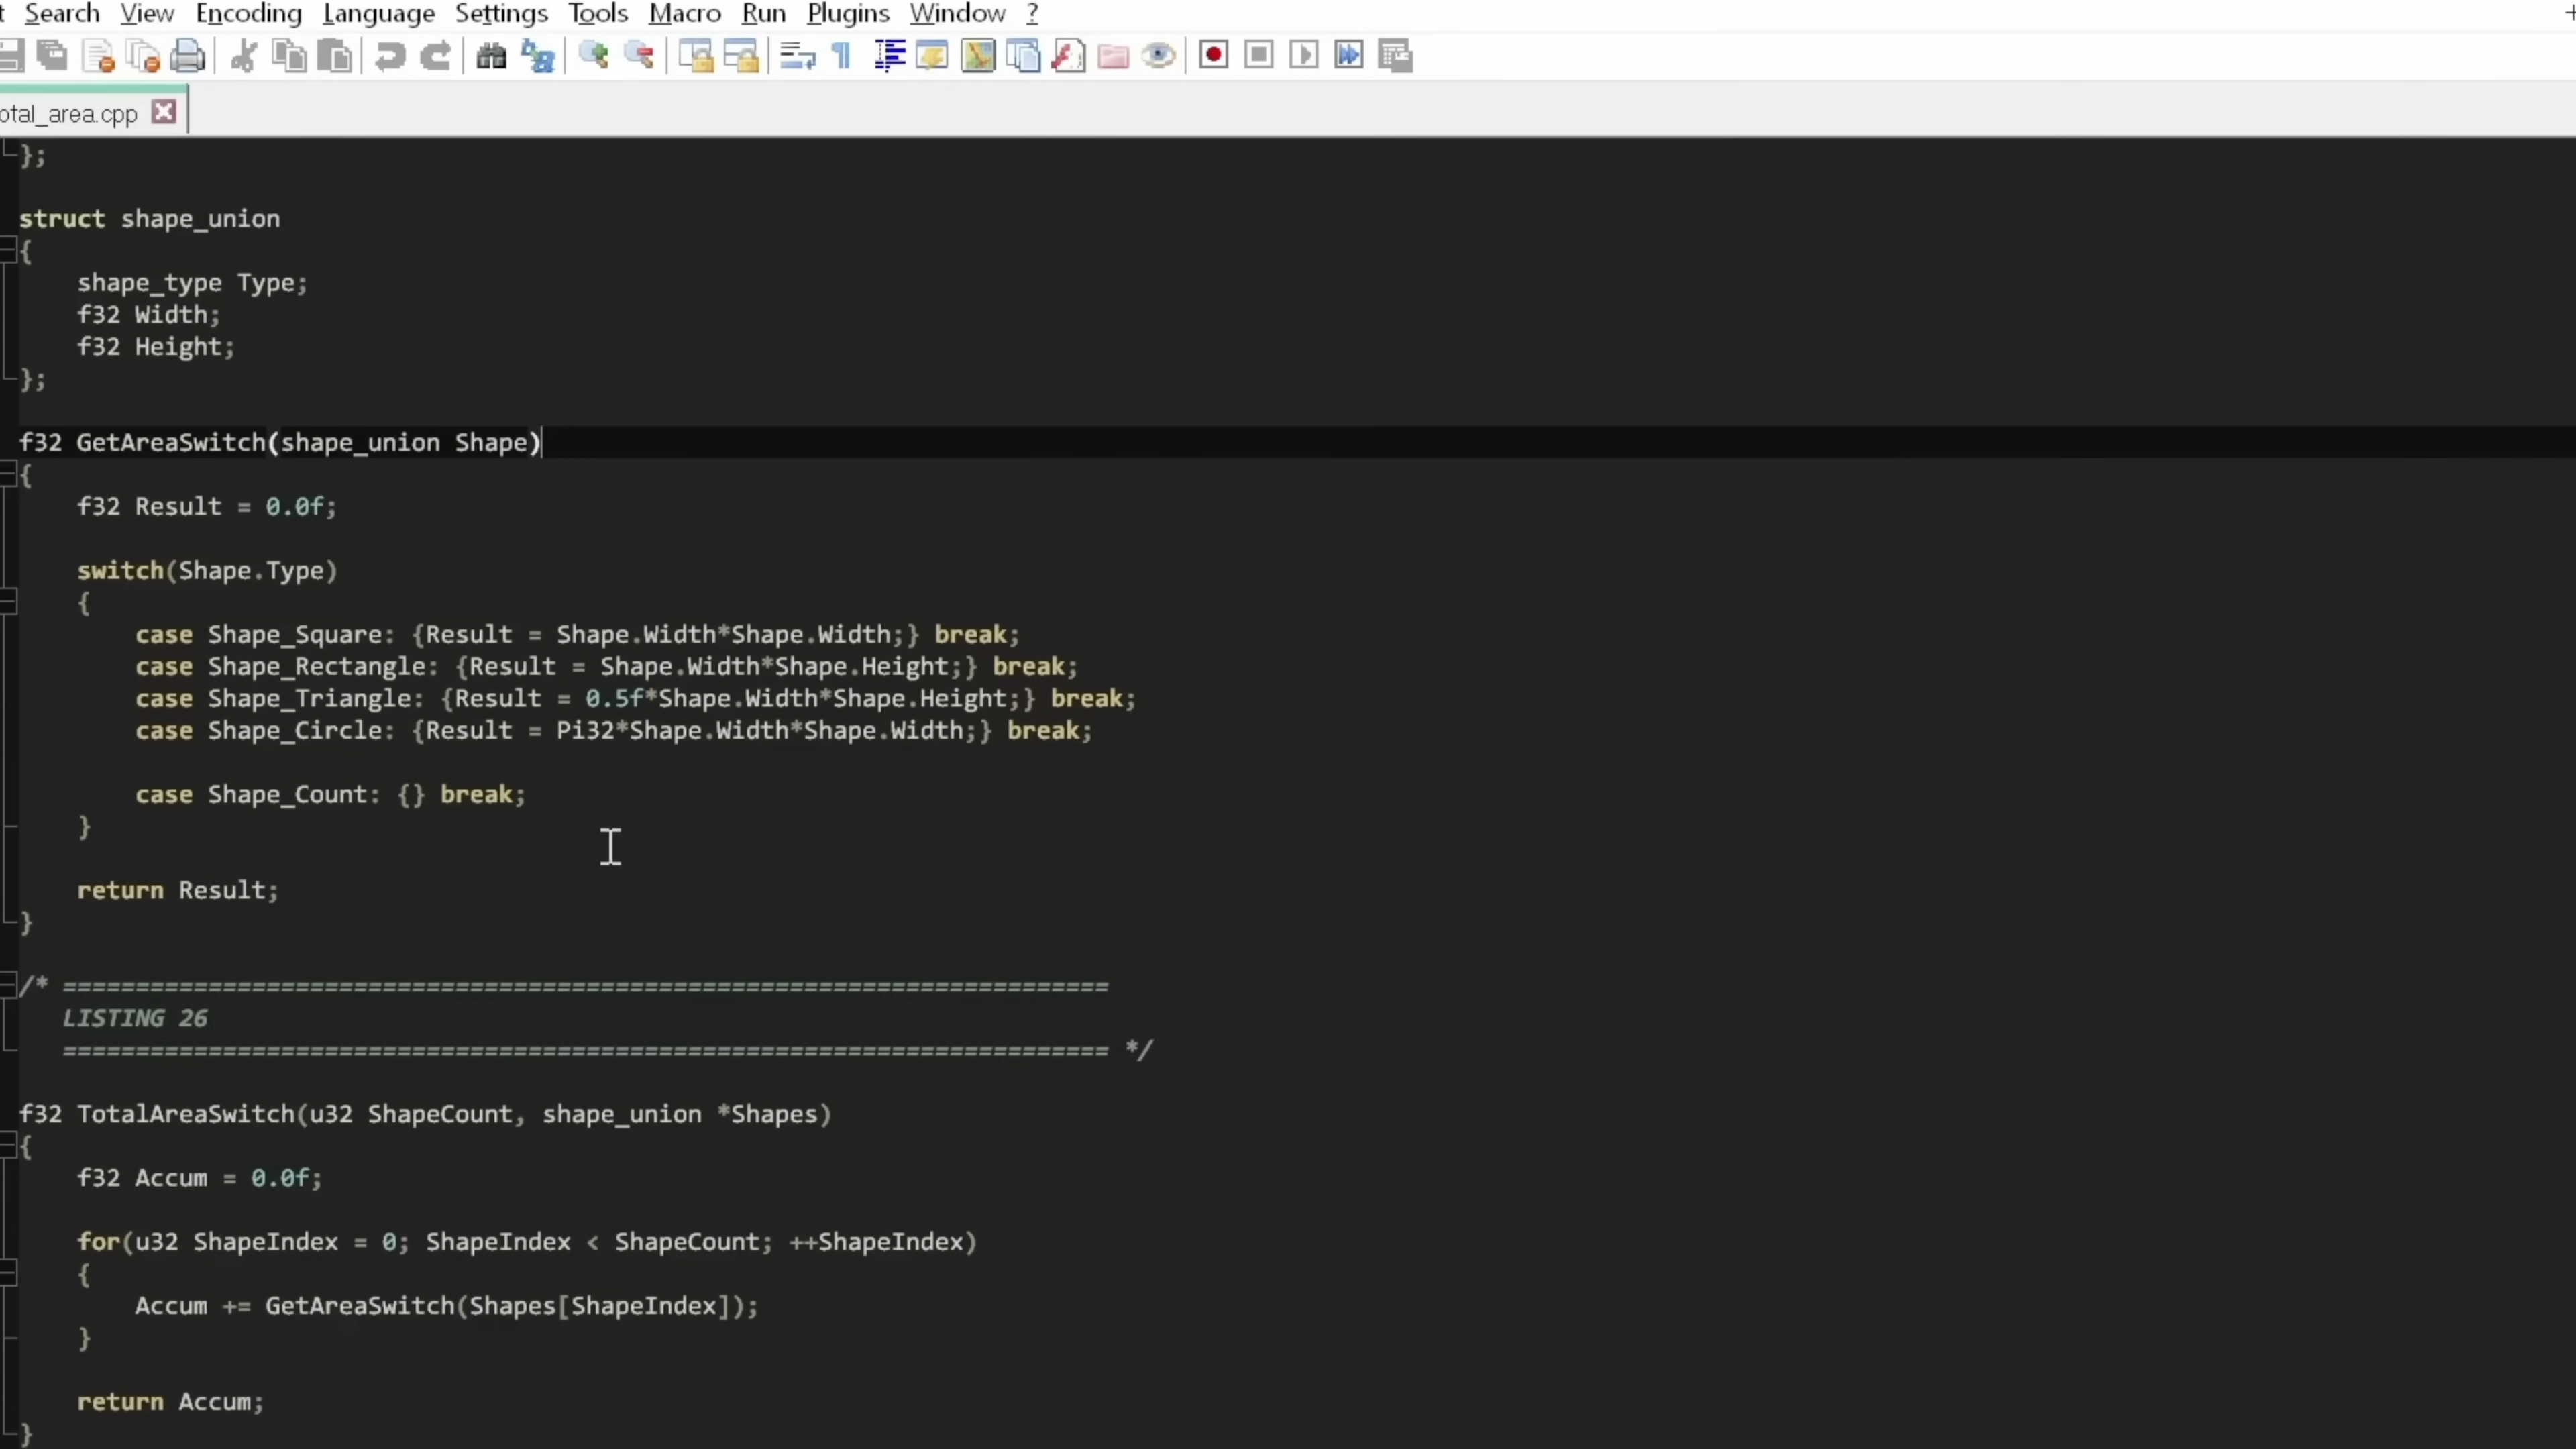 t Search View Encoding Language Settings Tools Macro Run Plugins Window ? +
otal_area.cpp
};
struct shape_union
{
    shape_type Type;
    f32 Width;
    f32 Height;
};
f32 GetAreaSwitch(shape_union Shape)
{
    f32 Result = 0.0f;
    switch(Shape.Type)
    {
        case Shape_Square: {Result = Shape.Width*Shape.Width;} break;
        case Shape_Rectangle: {Result = Shape.Width*Shape.Height;} break;
        case Shape_Triangle: {Result = 0.5f*Shape.Width*Shape.Height;} break;
        case Shape_Circle: {Result = Pi32*Shape.Width*Shape.Width;} break;
        case Shape_Count: {} break;
    }
    return Result;
}
/* ========================================================================
   LISTING 26
   ======================================================================== */
f32 TotalAreaSwitch(u32 ShapeCount, shape_union *Shapes)
{
    f32 Accum = 0.0f;
    for(u32 ShapeIndex = 0; ShapeIndex < ShapeCount; ++ShapeIndex)
    {
        Accum += GetAreaSwitch(Shapes[ShapeIndex]);
    }
    return Accum;
}